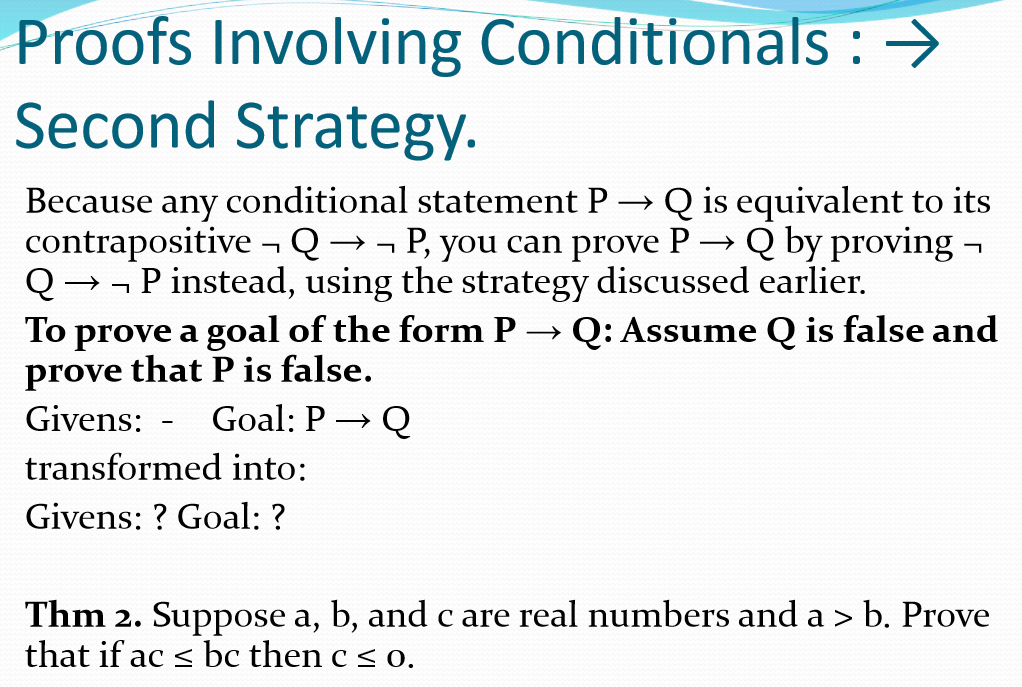 Proofs Involving Conditionals : →
Second Strategy.
Because any conditional statement P → Q is equivalent to its
contrapositive ¬ Q → ¬ P, you can prove P → Q by proving ¬
Q → ¬ P instead, using the strategy discussed earlier.
To prove a goal of the form P → Q: Assume Q is false and
prove that P is false.
Givens: - Goal: P → Q
transformed into:
Givens: ? Goal: ?
Thm 2. Suppose a, b, and c are real numbers and a > b. Prove
that if ac ≤ bc then c ≤ 0.